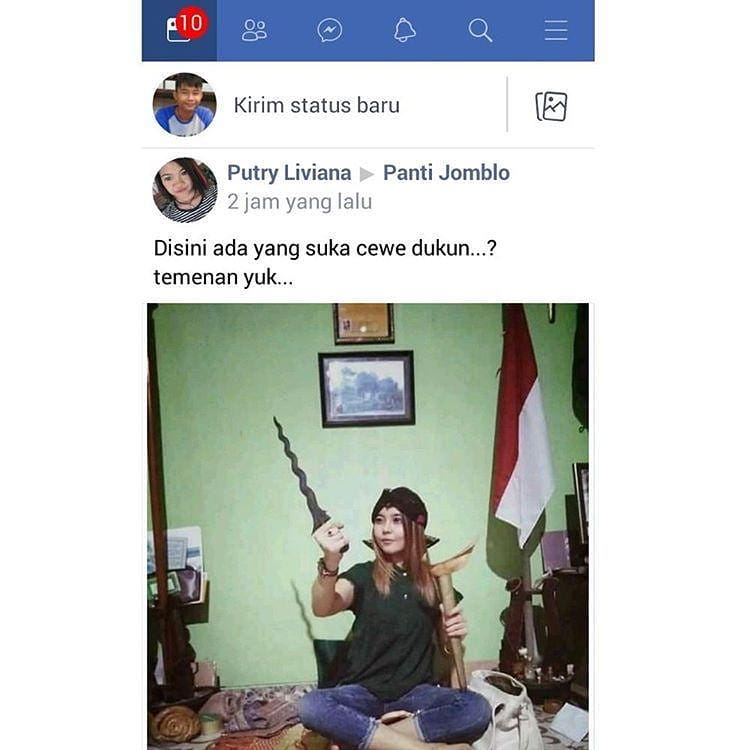 10
Kirim status baru
Putry Liviana ▶ Panti Jomblo
2 jam yang lalu
Disini ada yang suka cewe dukun...?
temenan yuk...